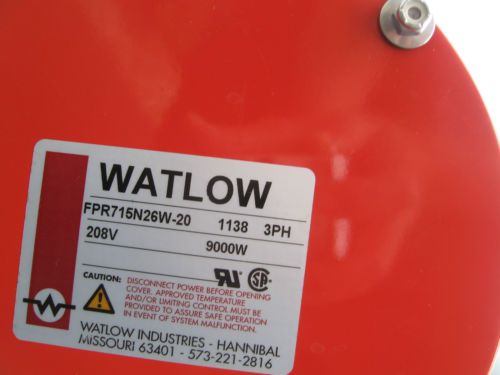 WATLOW
FPR715N26W-20 1138 3PH
208V 9000W
CAUTION: DISCONNECT POWER BEFORE OPENING
COVER. APPROVED TEMPERATURE
AND/OR LIMITING CONTROL MUST BE
PROVIDED TO ASSURE SAFE OPERATION
IN EVENT OF SYSTEM MALFUNCTION.
WATLOW INDUSTRIES - HANNIBAL
MISSOURI 63401 - 573-221-2816